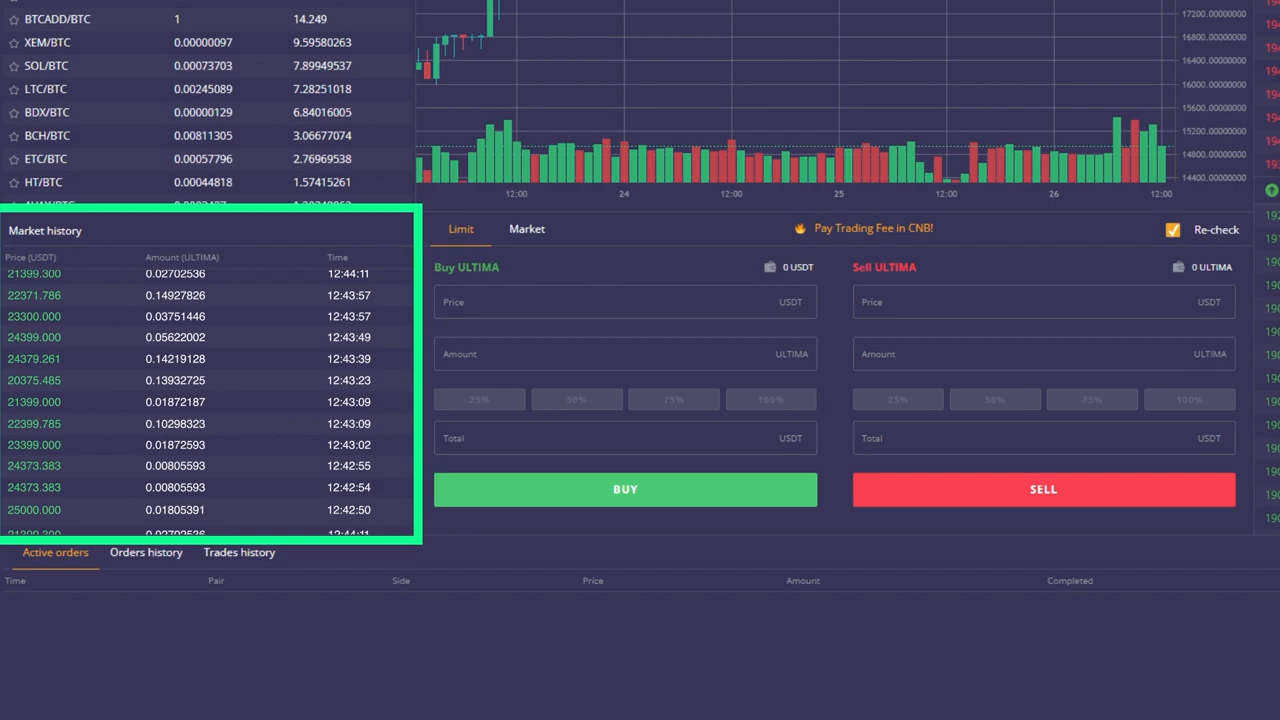 BTCADD/BTC 1 14.249
XEM/BTC 0.00000097 9.59580263
SOL/BTC 0.00073703 7.89949537
LTC/BTC 0.00245089 7.28251018
BDX/BTC 0.00000129 6.84016005
BCH/BTC 0.00811305 3.06677074
ETC/BTC 0.00057796 2.76969538
HT/BTC 0.00044818 1.57415261
17200.00000000
16800.00000000
16400.00000000
16000.00000000
15600.00000000
15200.00000000
14800.00000000
14400.00000000
12:00 24 12:00 25 12:00 26 12:00
Market history
Price (USDT) Amount (ULTIMA) Time
21399.300 0.02702536 12:44:11
22371.786 0.14927826 12:43:57
23300.000 0.03751446 12:43:57
24399.000 0.05622002 12:43:49
24379.261 0.14219128 12:43:39
20375.485 0.13932725 12:43:23
21399.000 0.01872187 12:43:09
22399.785 0.10298323 12:43:09
23399.000 0.01872593 12:43:02
24373.383 0.00805593 12:42:55
24373.383 0.00805593 12:42:54
25000.000 0.01805391 12:42:50
Limit Market
Pay Trading Fee in CNB!
Re-check
Buy ULTIMA 0 USDT
Price USDT
Amount ULTIMA
25% 50% 75% 100%
Total USDT
BUY
Sell ULTIMA 0 ULTIMA
Price USDT
Amount ULTIMA
25% 50% 75% 100%
Total USDT
SELL
Active orders Orders history Trades history
Time Pair Side Price Amount Completed